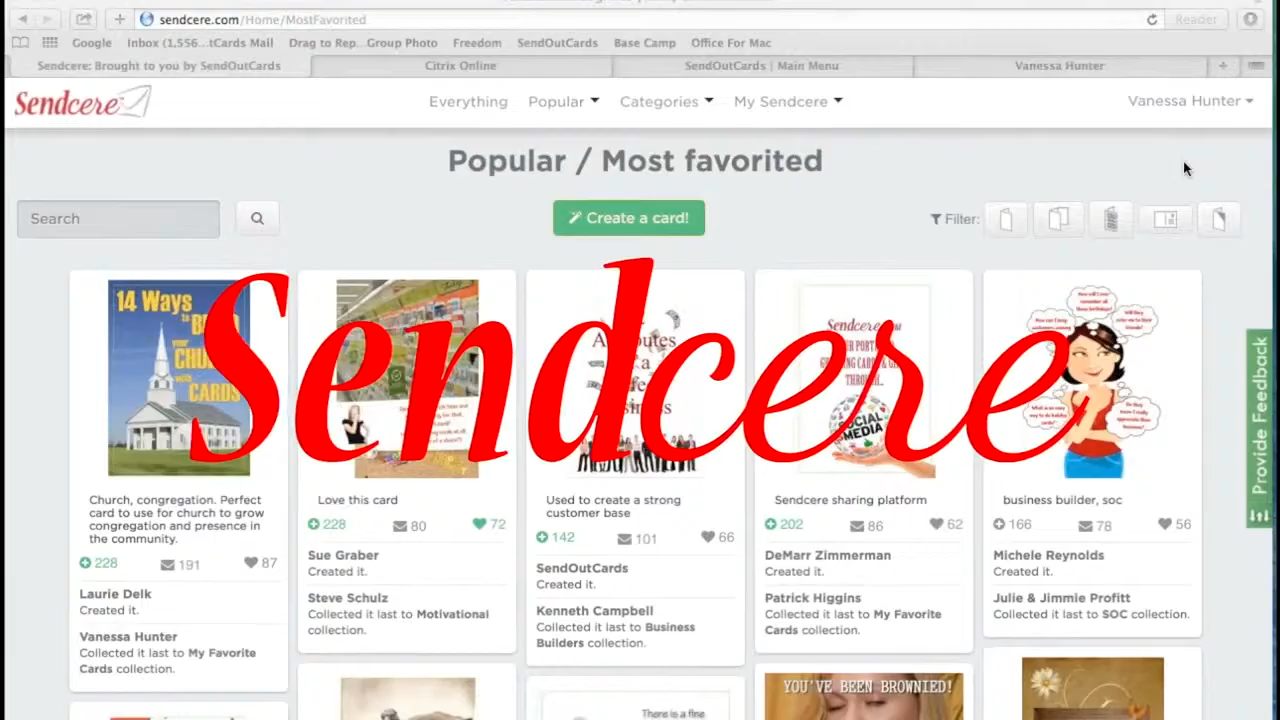 sendcere.com/Home/MostFavorited
Reader
Google Inbox (1,556...tCards Mail Drag to Rep...Group Photo Freedom SendOutCards Base Camp Office For Mac
Sendcere: Brought to you by SendOutCards Citrix Online SendOutCards | Main Menu Vanessa Hunter
Sendcere Everything Popular Categories My Sendcere Vanessa Hunter
Popular / Most favorited
Search Create a card! Filter:
Sendcere
14 Ways
CARDS
SOCIAL
MEDIA
Provide Feedback
Church, congregation. Perfect
card to use for church to grow
congregation and presence in
the community.
228 191 87
Laurie Delk
Created it.
Vanessa Hunter
Collected it last to My Favorite
Cards collection.
Love this card
228 80 72
Sue Graber
Created it.
Steve Schulz
Collected it last to Motivational
collection.
Used to create a strong
customer base
142 101 66
SendOutCards
Created it.
Kenneth Campbell
Collected it last to Business
Builders collection.
Sendcere sharing platform
202 86 62
DeMarr Zimmerman
Created it.
Patrick Higgins
Collected it last to My Favorite
Cards collection.
business builder, soc
166 78 56
Michele Reynolds
Created it.
Julie & Jimmie Profitt
Collected it last to SOC collection.
There is a fine
YOU'VE BEEN BROWNIED!